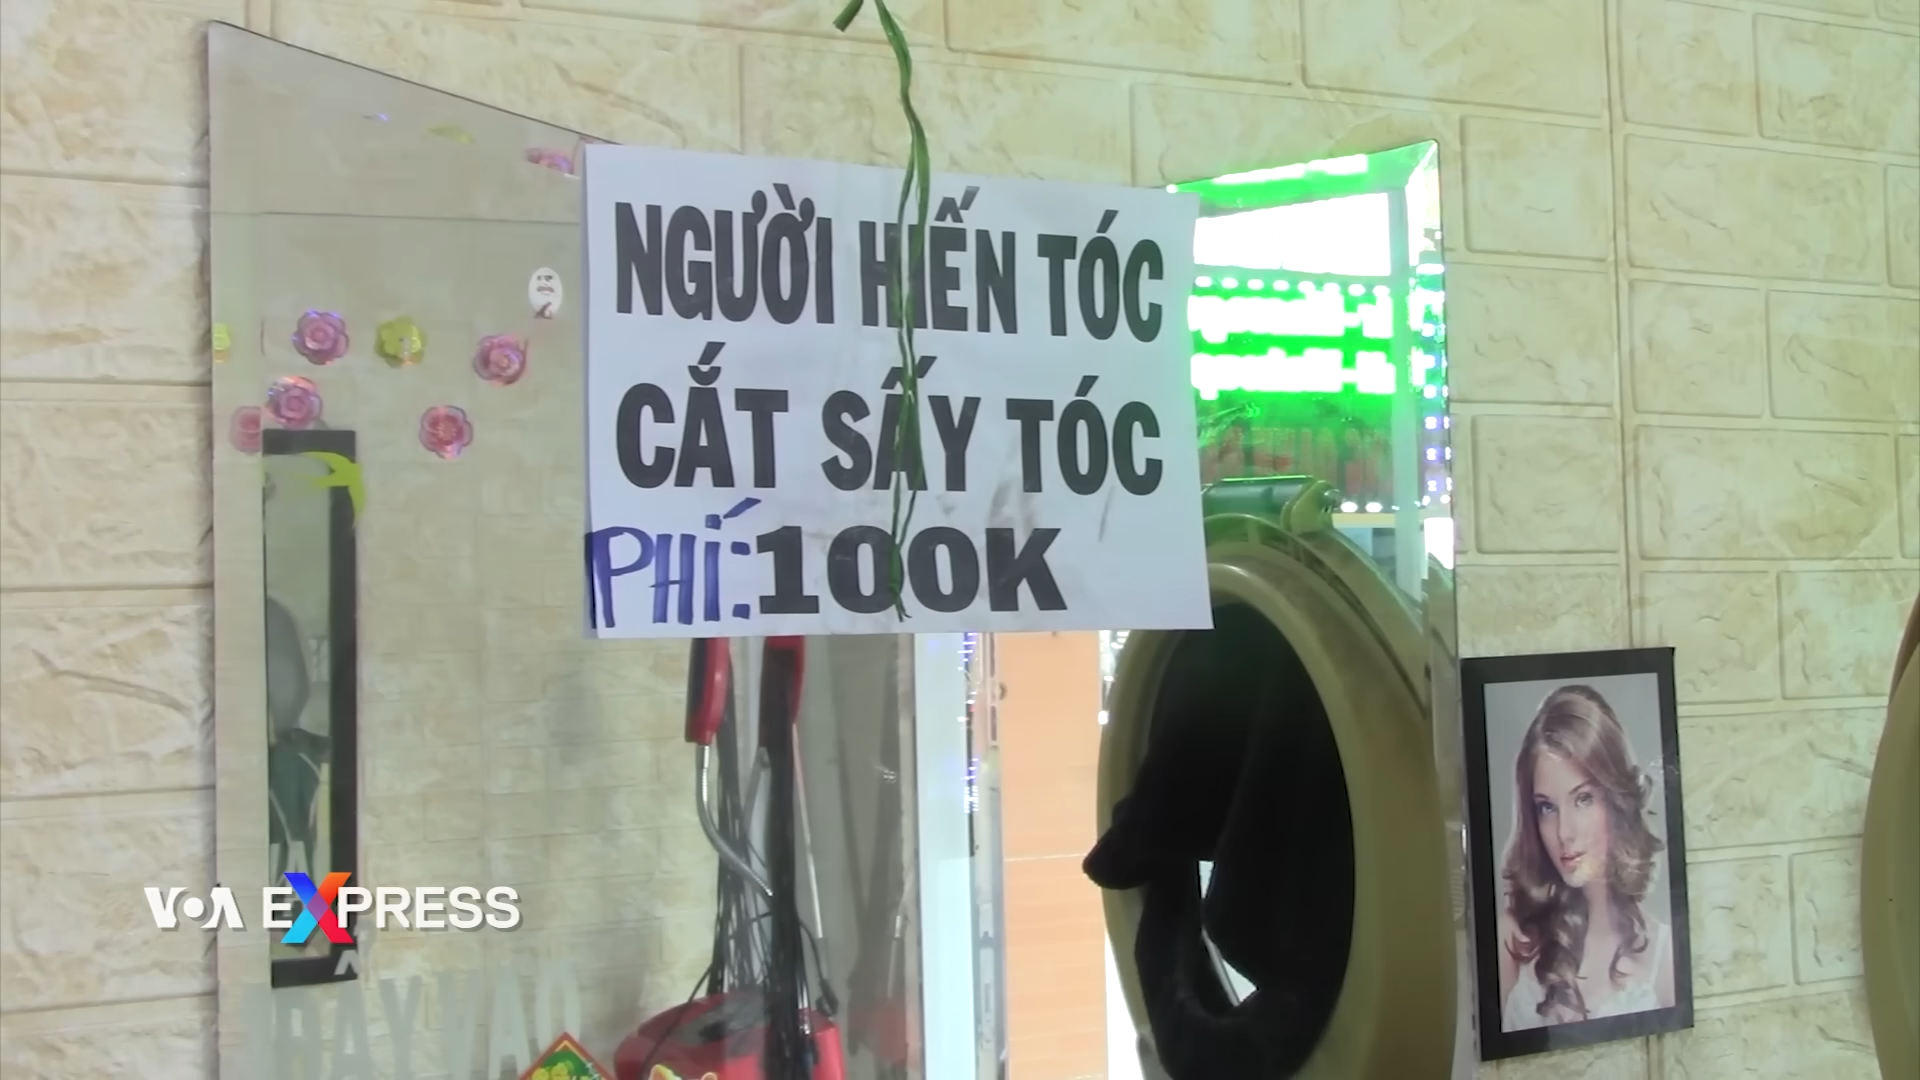 NGƯỜI HIẾN TÓC
CẮT SẤY TÓC
PHÍ: 100K
VOA EXPRESS